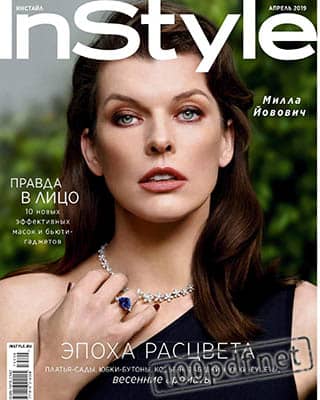 ИНСТАЙЛ
АПРЕЛЬ 2019
InStyle
Милла
Йовович
ПРАВДА
В ЛИЦО
10 новых
эффективных
масок и бьюти-
гаджетов
INSTYLE.RU
ЭПОХА РАСЦВЕТА
ПЛАТЬЯ-САДЫ, ЮБКИ-БУТОНЫ,
весенние